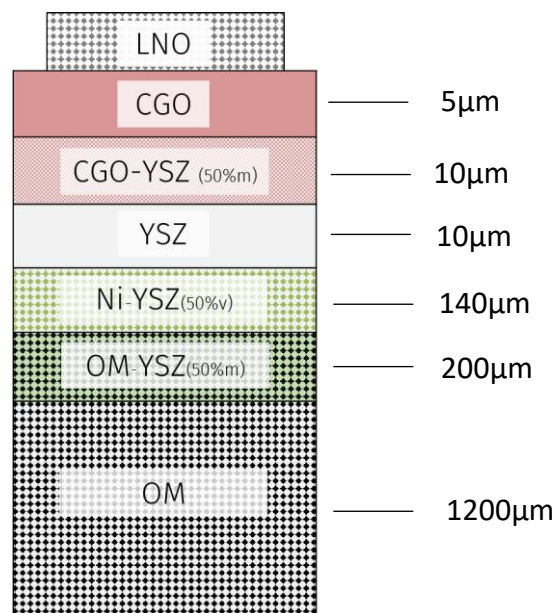 LNO
CGO
5μm
CGO-YSZ (50%m)
10μm
YSZ
10μm
Ni-YSZ(50%v)
140μm
OM-YSZ(50%m)
200μm
OM
1200μm